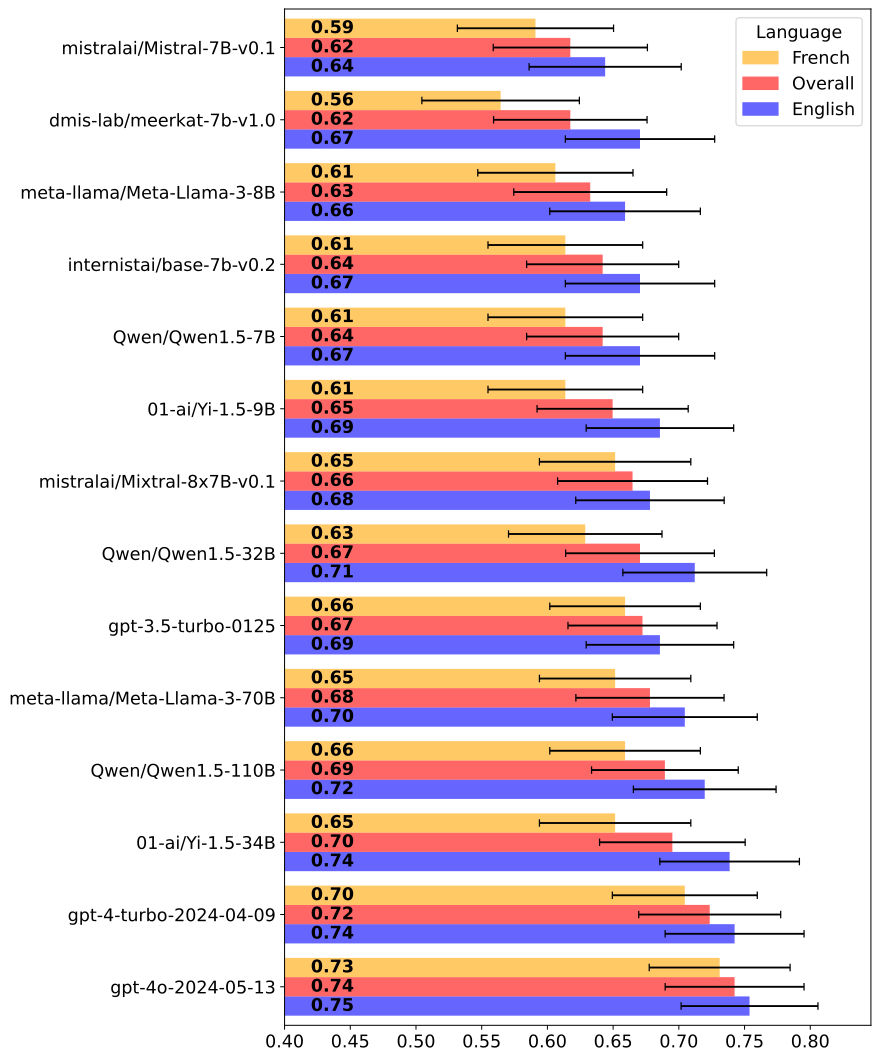 Language
French
Overall
English
mistralai/Mistral-7B-v0.1
0.59
0.62
0.64
dmis-lab/meerkat-7b-v1.0
0.56
0.62
0.67
meta-llama/Meta-Llama-3-8B
0.61
0.63
0.66
internistai/base-7b-v0.2
0.61
0.64
0.67
Qwen/Qwen1.5-7B
0.61
0.64
0.67
01-ai/Yi-1.5-9B
0.61
0.65
0.69
mistralai/Mixtral-8x7B-v0.1
0.65
0.66
0.68
Qwen/Qwen1.5-32B
0.63
0.67
0.71
gpt-3.5-turbo-0125
0.66
0.67
0.69
meta-llama/Meta-Llama-3-70B
0.65
0.68
0.70
Qwen/Qwen1.5-110B
0.66
0.69
0.72
01-ai/Yi-1.5-34B
0.65
0.70
0.74
gpt-4-turbo-2024-04-09
0.70
0.72
0.74
gpt-4o-2024-05-13
0.73
0.74
0.75
0.40 0.45 0.50 0.55 0.60 0.65 0.70 0.75 0.80